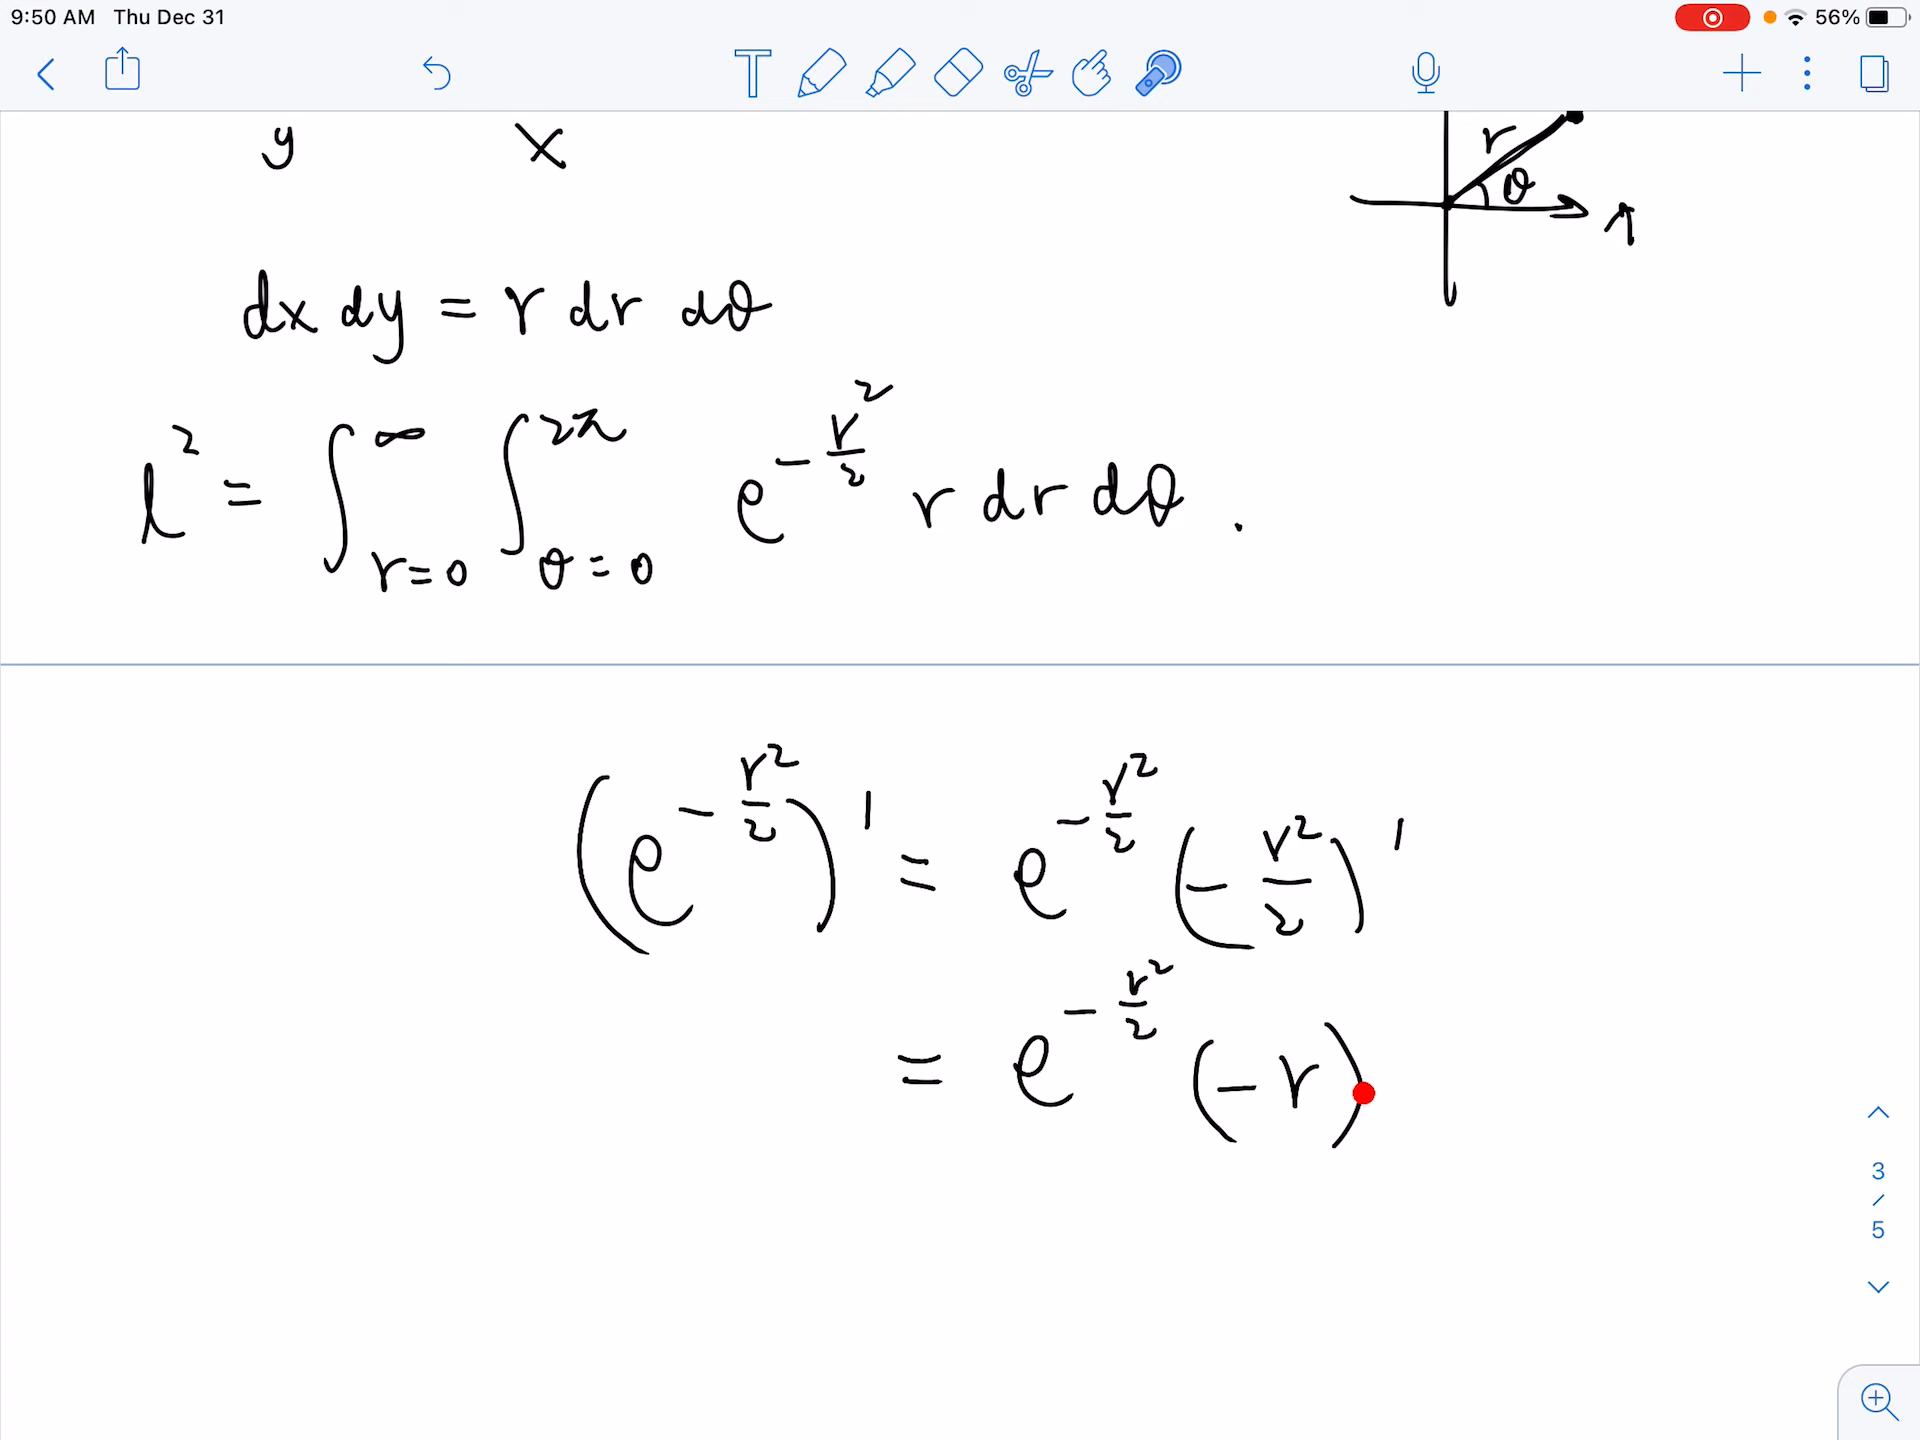 9:50 AM Thu Dec 31 56%
T
y x
r
θ
dx dy = r dr dθ
l² = ∫_{r=0}^{∞} ∫_{θ=0}^{2π} e^{-r²/2} r dr dθ .
(e^{-r²/2})' = e^{-r²/2} (-r²/2)'
= e^{-r²/2} (-r)
3
/
5